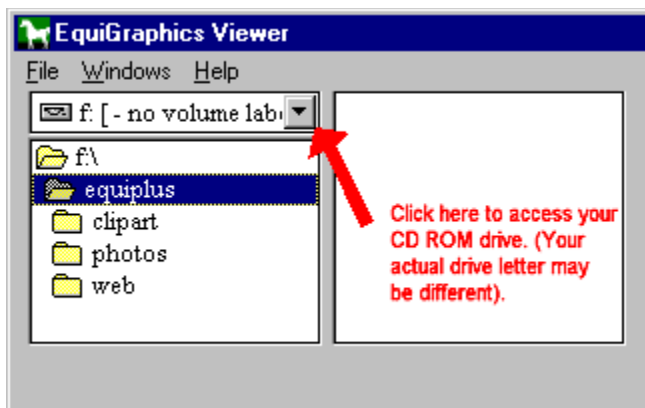 EquiGraphics Viewer
File Windows Help
f: [ - no volume lab
f:\
equiplus
clipart
photos
web
Click here to access your
CD ROM drive. (Your
actual drive letter may
be different).